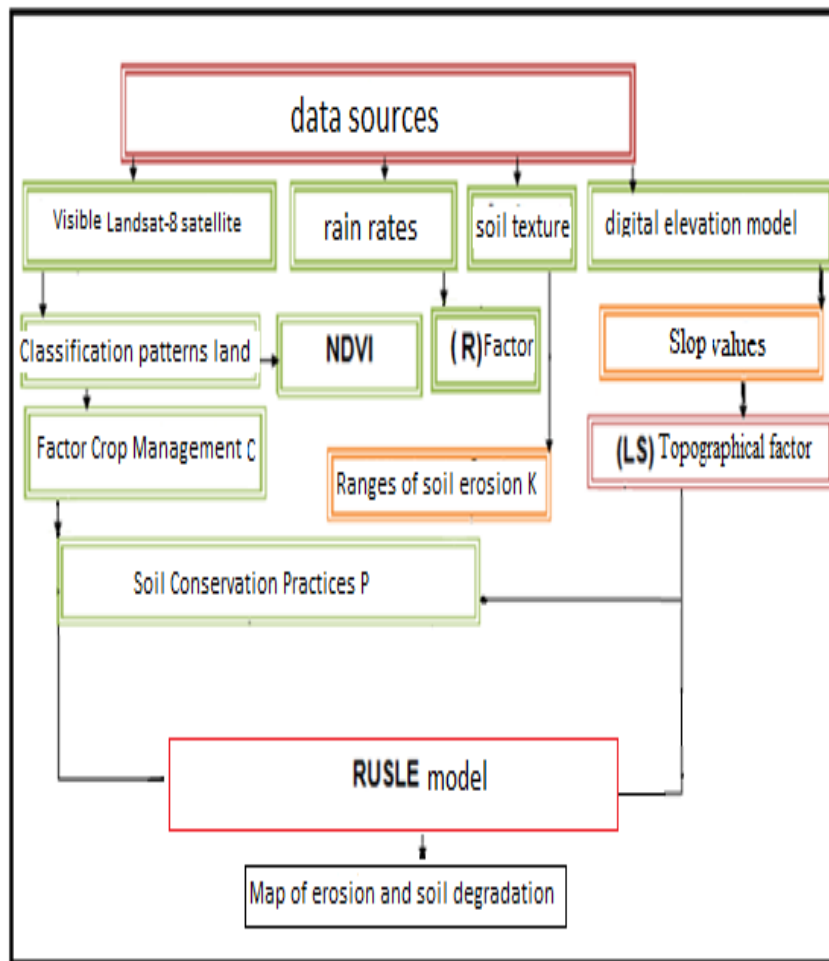 data sources
Visible Landsat-8 satellite
rain rates
soil texture
digital elevation model
Classification patterns land
NDVI
(R) Factor
Slop values
Factor Crop Management C
Ranges of soil erosion K
(LS) Topographical factor
Soil Conservation Practices P
RUSLE model
Map of erosion and soil degradation